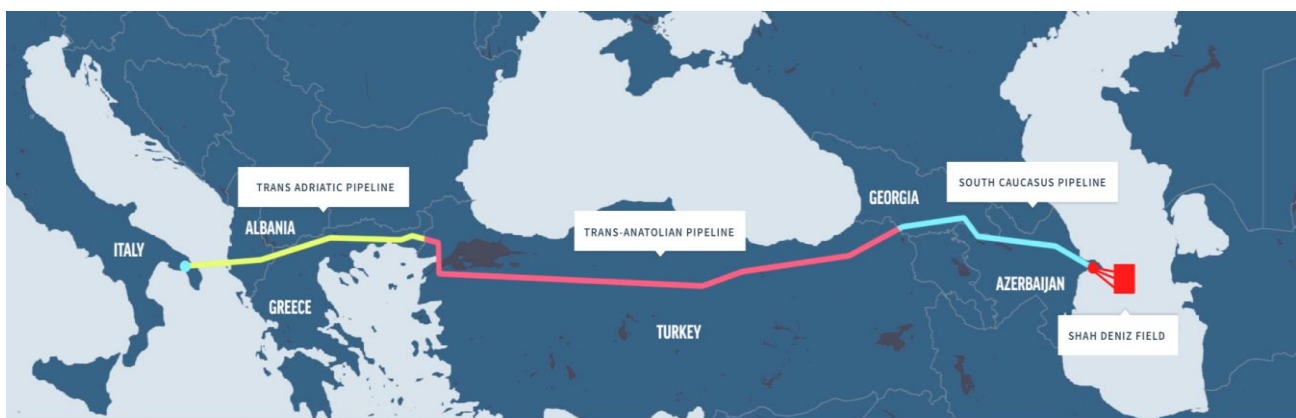 TRANS ADRIATIC PIPELINE
ALBANIA
ITALY
GREECE
TRANS-ANATOLIAN PIPELINE
TURKEY
GEORGIA
SOUTH CAUCASUS PIPELINE
AZERBAIJAN
SHAH DENIZ FIELD